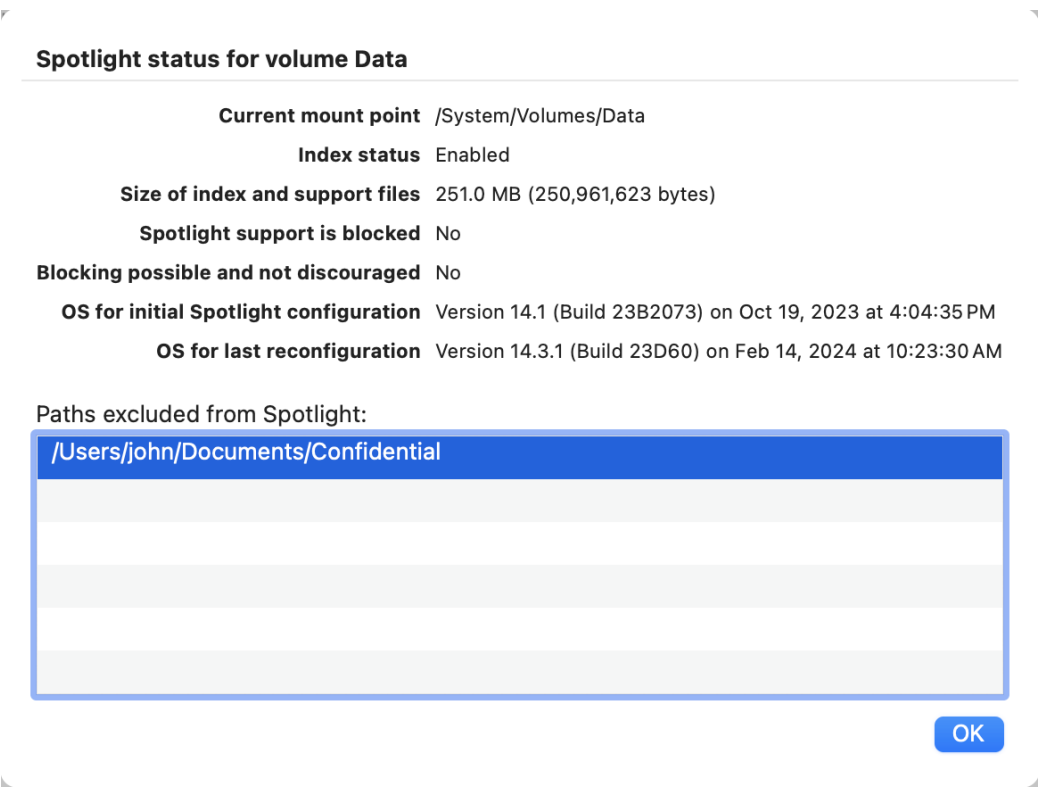 Spotlight status for volume Data
Current mount point /System/Volumes/Data
Index status Enabled
Size of index and support files 251.0 MB (250,961,623 bytes)
Spotlight support is blocked No
Blocking possible and not discouraged No
OS for initial Spotlight configuration Version 14.1 (Build 23B2073) on Oct 19, 2023 at 4:04:35 PM
OS for last reconfiguration Version 14.3.1 (Build 23D60) on Feb 14, 2024 at 10:23:30 AM
Paths excluded from Spotlight:
/Users/john/Documents/Confidential
OK